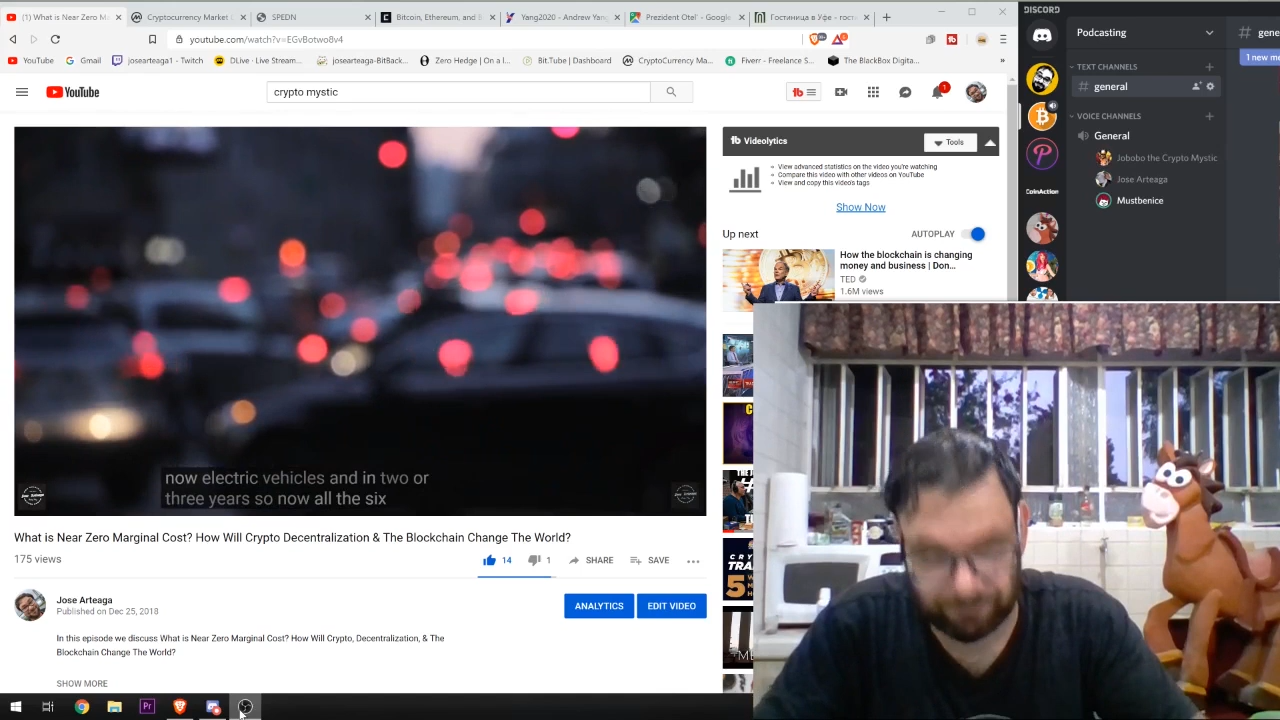 (1) What is Near Zero M
Cryptocurrency Market
SPEDN
Bitcoin, Ethereum, and
Yang2020 - Andrew Yang
Prezident Otel' - Google
Гостиница в Уфе - гост
youtube.com/watch?v=EGvBotwo8v4
YouTube
Gmail
josearteaga1 - Twitch
DLive · Live Stream...
josearteaga-BitBack...
Zero Hedge | On a l...
BitTube | Dashboard
CryptoCurrency Ma...
Fiverr - Freelance S...
The BlackBox Digita...
YouTube
crypto mystic
1
Videolytics
Tools
View advanced statistics on the video you're watching
Compare this video with other videos on YouTube
View and copy this video's tags
Show Now
Up next
AUTOPLAY
How the blockchain is changing
money and business | Don...
TED
1.6M views
now electric vehicles and in two or
three years so now all the six
What is Near Zero Marginal Cost? How Will Crypto Decentralization & The Blockchain Change The World?
175 views
14
1
SHARE
SAVE
Jose Arteaga
Published on Dec 25, 2018
ANALYTICS
EDIT VIDEO
In this episode we discuss What is Near Zero Marginal Cost? How Will Crypto, Decentralization, & The
Blockchain Change The World?
SHOW MORE
DISCORD
Podcasting
# gene
1 new me
TEXT CHANNELS
# general
VOICE CHANNELS
General
Jobobo the Crypto Mystic
Jose Arteaga
Mustbenice
CoinAction